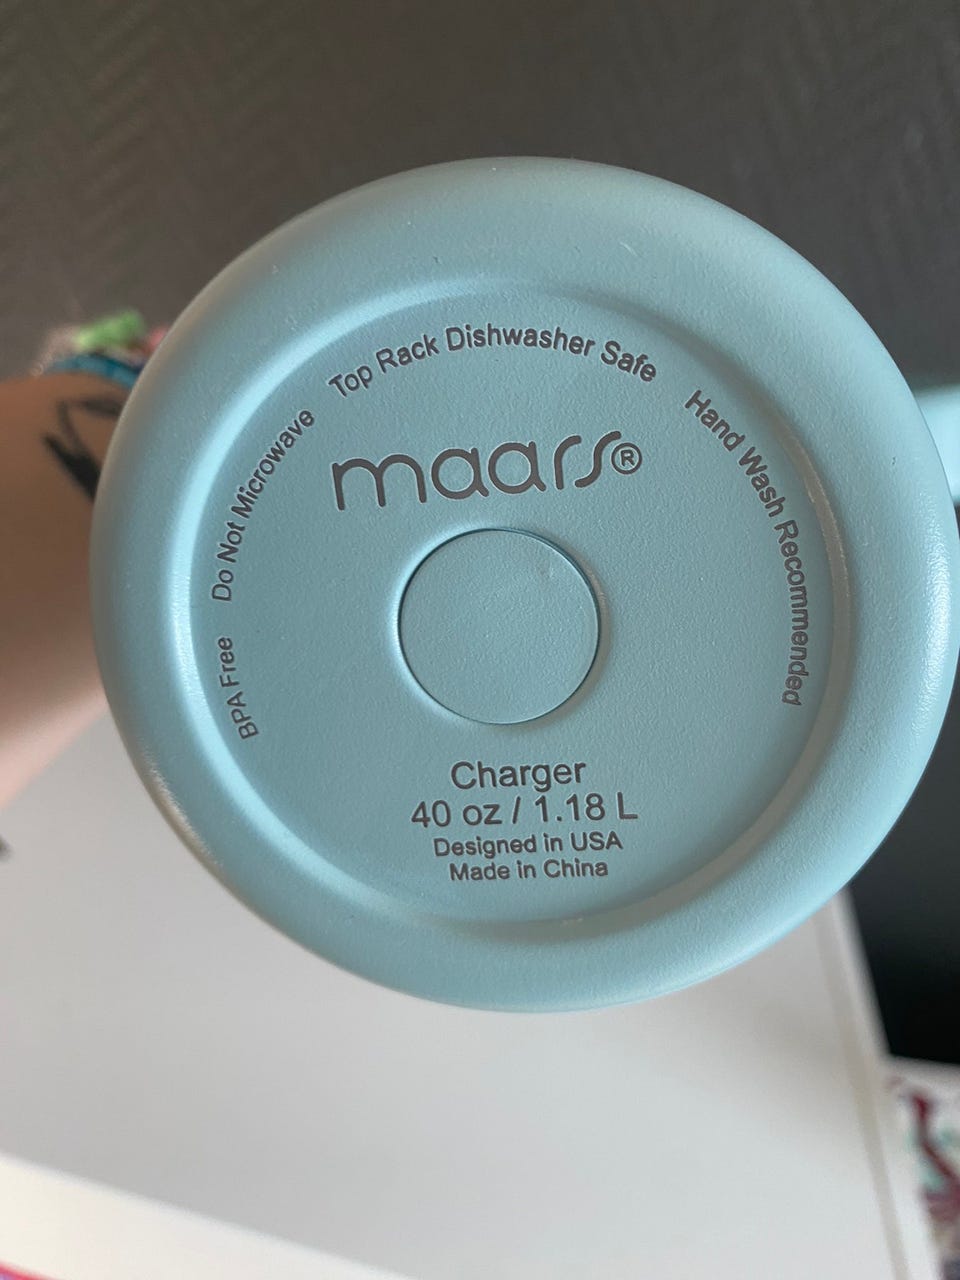 BPA Free Do Not Microwave Top Rack Dishwasher Safe Hand Wash Recommended
maars®
Charger
40 oz / 1.18 L
Designed in USA
Made in China